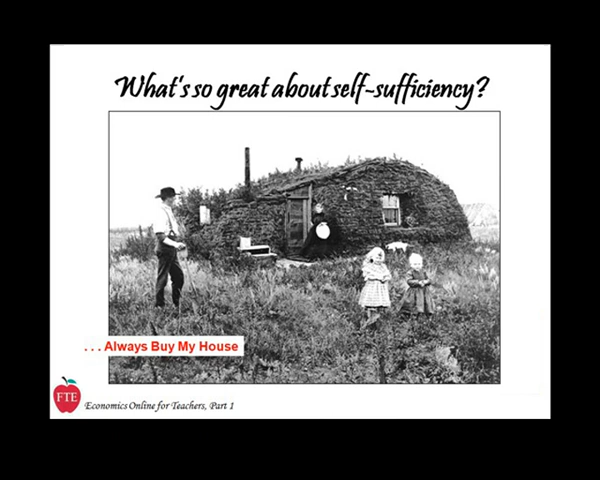 What's so great about self-sufficiency?
. . . Always Buy My House
FTE
Economics Online for Teachers, Part 1